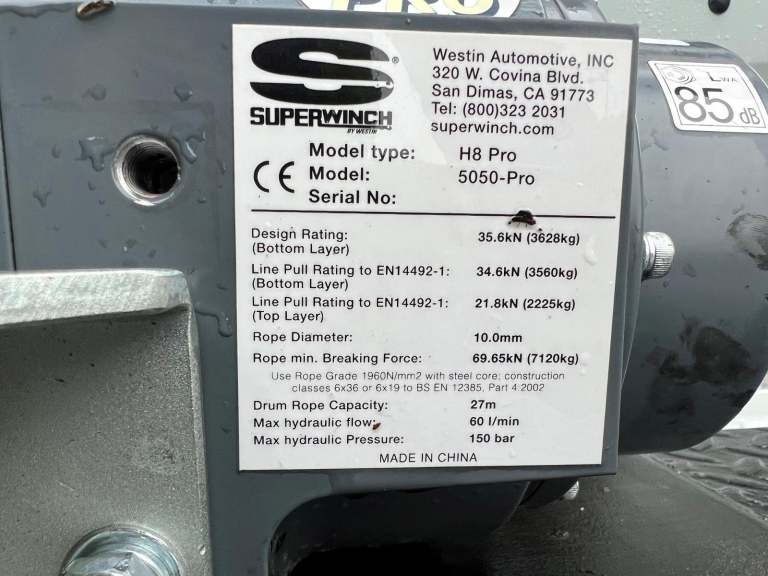 PRO
Westin Automotive, INC
320 W. Covina Blvd.
San Dimas, CA 91773
Tel: (800)323 2031
superwinch.com
S®
SUPERWINCH
BY WESTIN
LWA
85 dB
CE
Model type: H8 Pro
Model: 5050-Pro
Serial No:
Design Rating: 35.6kN (3628kg)
(Bottom Layer)
Line Pull Rating to EN14492-1: 34.6kN (3560kg)
(Bottom Layer)
Line Pull Rating to EN14492-1: 21.8kN (2225kg)
(Top Layer)
Rope Diameter: 10.0mm
Rope min. Breaking Force: 69.65kN (7120kg)
Use Rope Grade 1960N/mm2 with steel core; construction
classes 6x36 or 6x19 to BS EN 12385, Part 4:2002
Drum Rope Capacity: 27m
Max hydraulic flow: 60 l/min
Max hydraulic Pressure: 150 bar
MADE IN CHINA